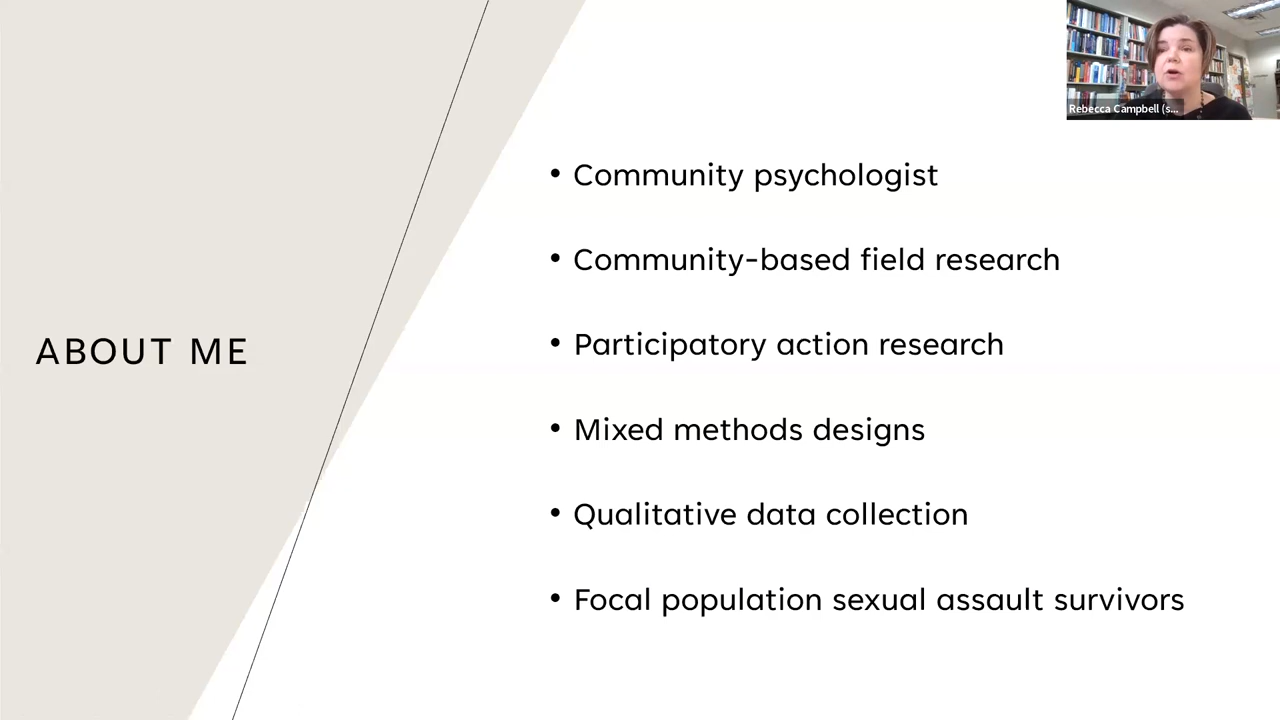 Rebecca Campbell (s...
• Community psychologist
• Community-based field research
ABOUT ME
• Participatory action research
• Mixed methods designs
• Qualitative data collection
• Focal population sexual assault survivors